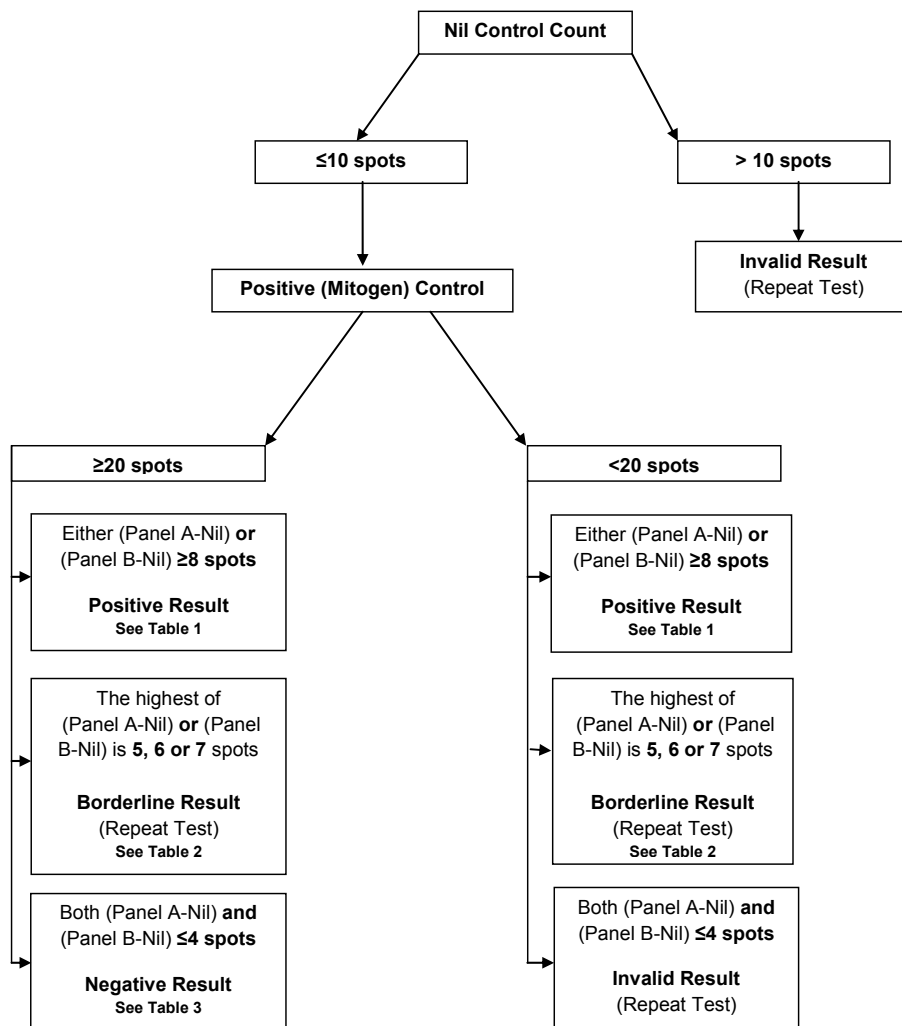 Nil Control Count
≤10 spots
> 10 spots
Invalid Result
(Repeat Test)
Positive (Mitogen) Control
≥20 spots
<20 spots
Either (Panel A-Nil) or
(Panel B-Nil) ≥8 spots
Positive Result
See Table 1
The highest of
(Panel A-Nil) or (Panel
B-Nil) is 5, 6 or 7 spots
Borderline Result
(Repeat Test)
See Table 2
Both (Panel A-Nil) and
(Panel B-Nil) ≤4 spots
Negative Result
See Table 3
Either (Panel A-Nil) or
(Panel B-Nil) ≥8 spots
Positive Result
See Table 1
The highest of
(Panel A-Nil) or (Panel
B-Nil) is 5, 6 or 7 spots
Borderline Result
(Repeat Test)
See Table 2
Both (Panel A-Nil) and
(Panel B-Nil) ≤4 spots
Invalid Result
(Repeat Test)